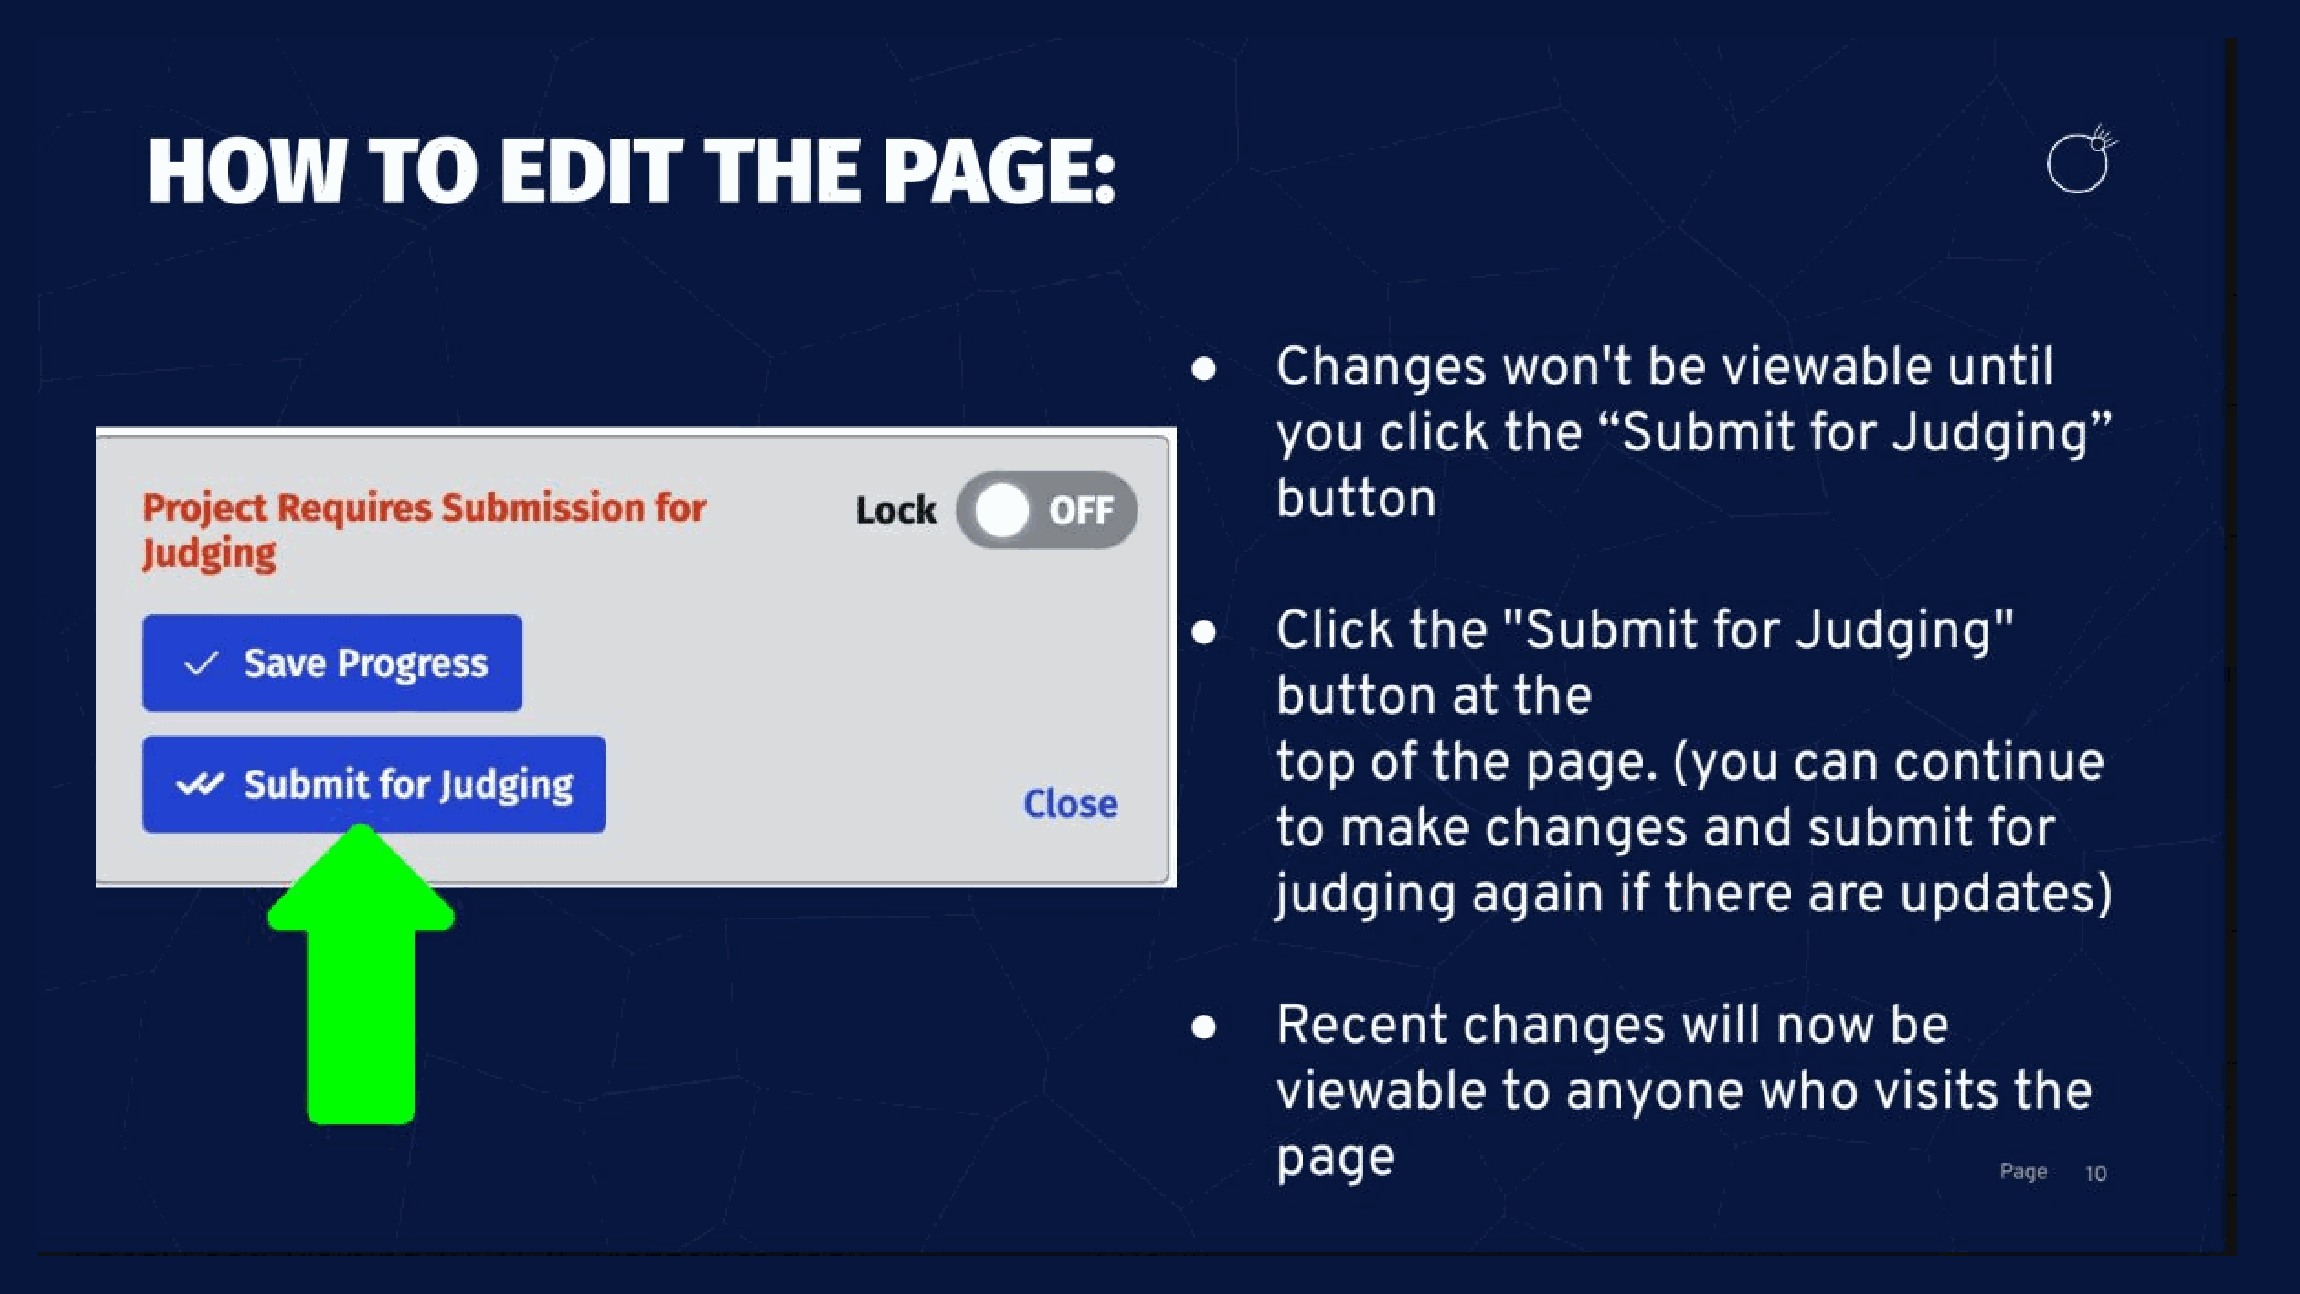 HOW TO EDIT THE PAGE:
Project Requires Submission for
Judging
Lock
OFF
Save Progress
Submit for Judging
Close
● Changes won't be viewable until
you click the “Submit for Judging”
button
● Click the "Submit for Judging"
button at the
top of the page. (you can continue
to make changes and submit for
judging again if there are updates)
● Recent changes will now be
viewable to anyone who visits the
page
Page 10